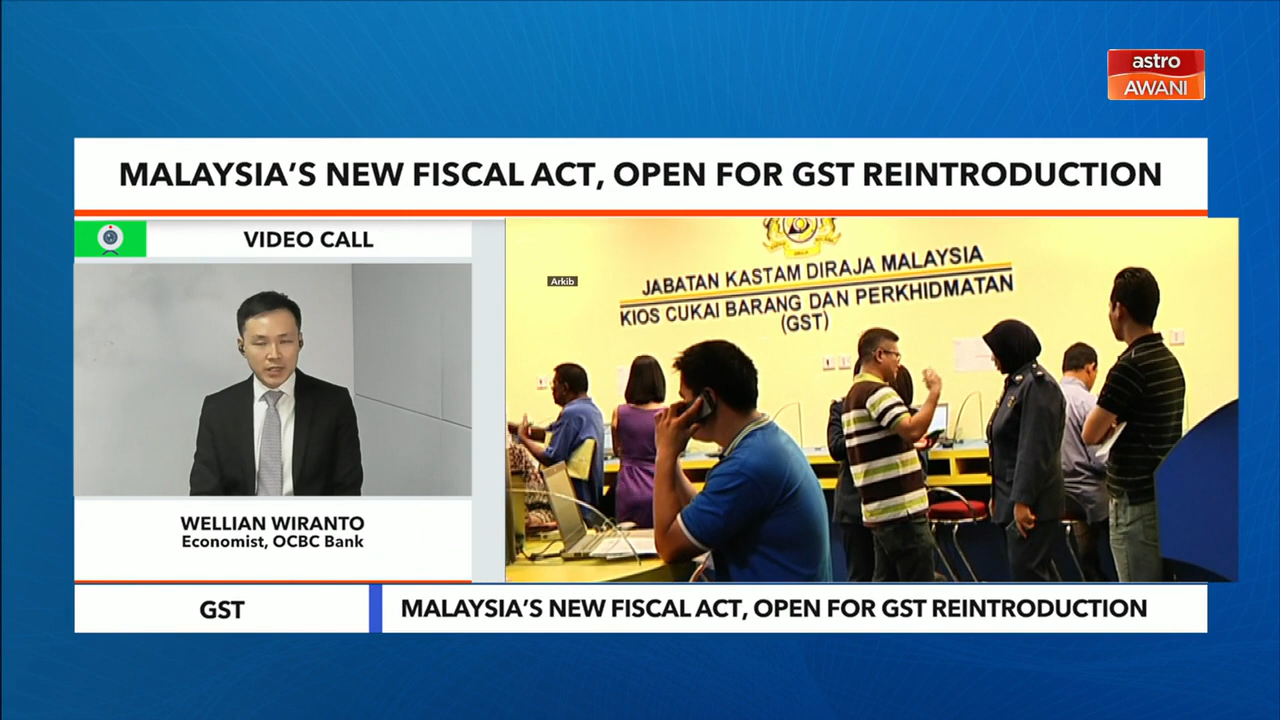 astro
AWANI
MALAYSIA'S NEW FISCAL ACT, OPEN FOR GST REINTRODUCTION
VIDEO CALL
Arkib
JABATAN KASTAM DIRAJA MALAYSIA
KIOS CUKAI BARANG DAN PERKHIDMATAN
(GST)
WELLIAN WIRANTO
Economist, OCBC Bank
GST
MALAYSIA'S NEW FISCAL ACT, OPEN FOR GST REINTRODUCTION